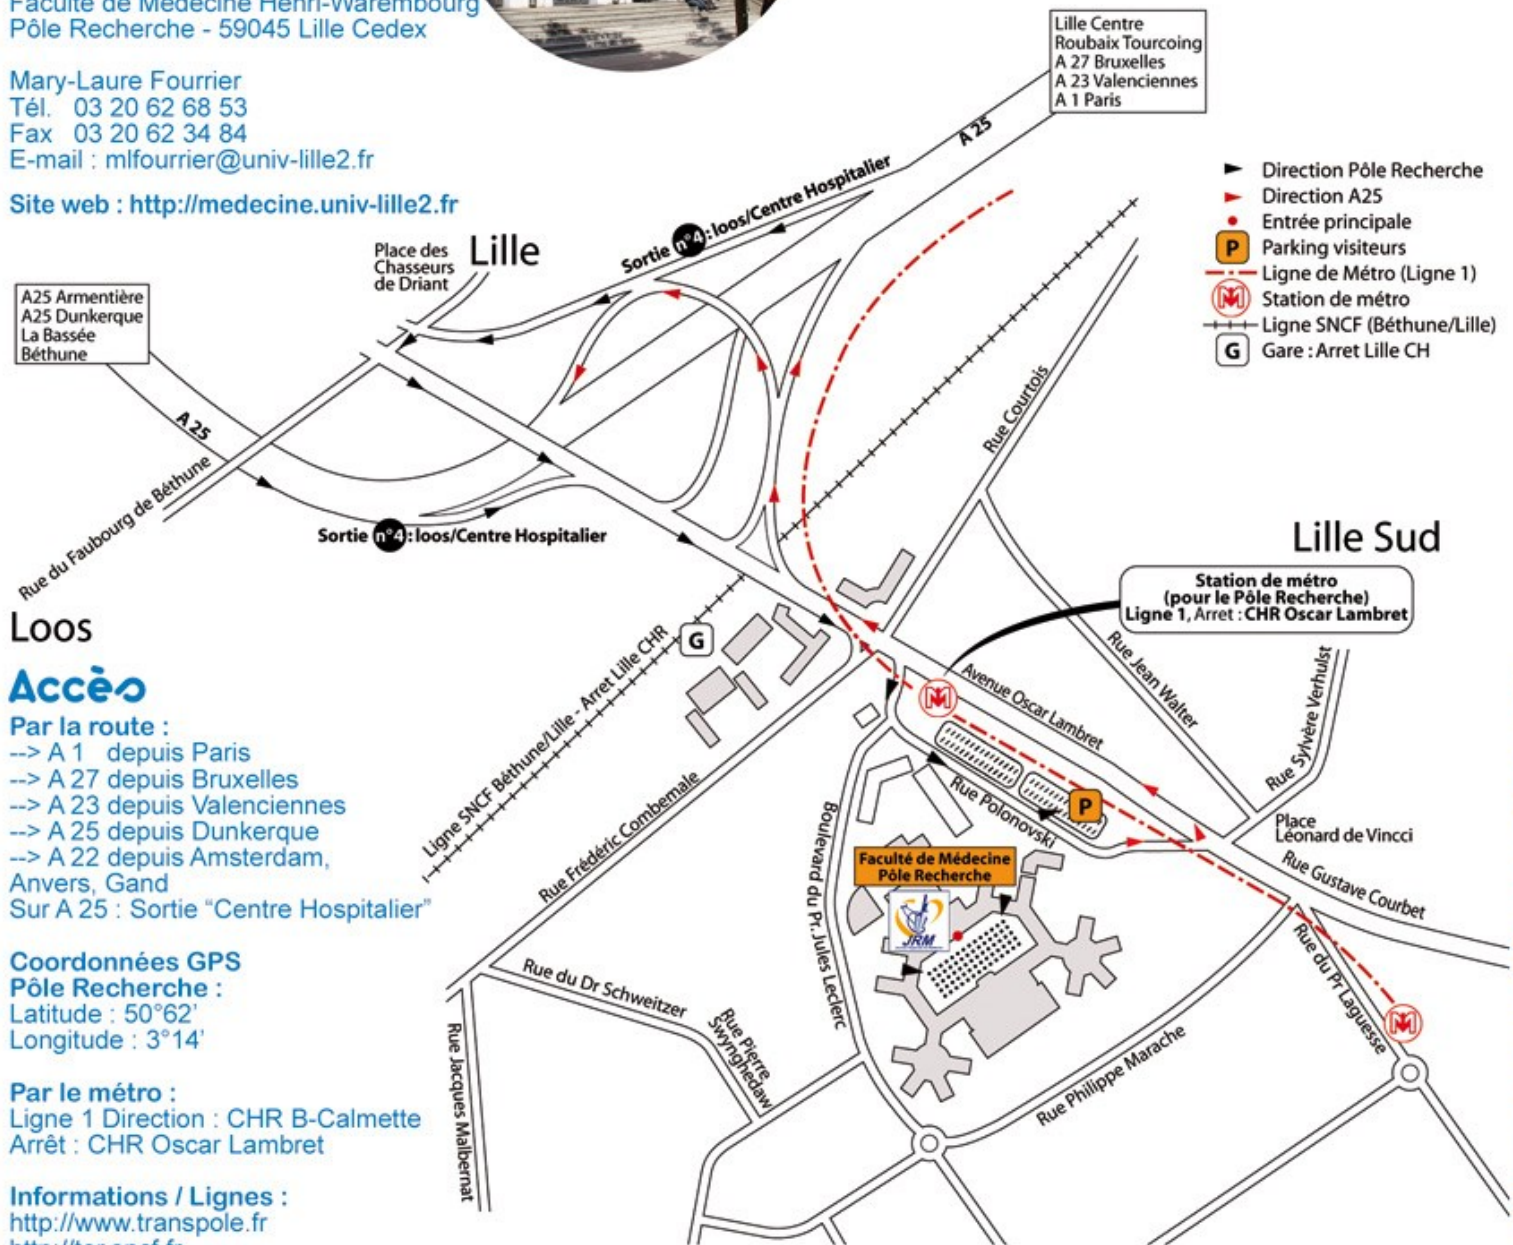 Faculté de Médecine Henri-Warembourg
Pôle Recherche - 59045 Lille Cedex
Mary-Laure Fourrier
Tél. 03 20 62 68 53
Fax 03 20 62 34 84
E-mail : mlfourrier@univ-lille2.fr
Site web : http://medecine.univ-lille2.fr
Lille Centre
Roubaix Tourcoing
A 27 Bruxelles
A 23 Valenciennes
A 1 Paris
A 25
Sortie n°4 : loos/Centre Hospitalier
Direction Pôle Recherche
Direction A25
Entrée principale
P Parking visiteurs
Ligne de Métro (Ligne 1)
Station de métro
Ligne SNCF (Béthune/Lille)
G Gare : Arret Lille CH
Place des
Chasseurs
de Driant
Lille
A25 Armentière
A25 Dunkerque
La Bassée
Béthune
A 25
Rue du Faubourg de Béthune
Sortie n°4 : loos/Centre Hospitalier
Rue Courtois
Lille Sud
Station de métro
(pour le Pôle Recherche)
Ligne 1, Arret : CHR Oscar Lambret
Loos
G
Ligne SNCF Béthune/Lille - Arret Lille CHR
Rue Jean Walter
Rue Sylvère Verhulst
Avenue Oscar Lambret
Rue Frédéric Combemale
Boulevard du Pr. Jules Leclerc
Rue Polonovski
P
Place
Léonard de Vincci
Rue Gustave Courbet
Faculté de Médecine
Pôle Recherche
JRM
Rue du Pr Laguesse
Rue du Dr Schweitzer
Rue Pierre
Swynghedaw
Rue Jacques Malbernat
Rue Philippe Marache
Accès
Par la route :
--> A 1 depuis Paris
--> A 27 depuis Bruxelles
--> A 23 depuis Valenciennes
--> A 25 depuis Dunkerque
--> A 22 depuis Amsterdam,
Anvers, Gand
Sur A 25 : Sortie “Centre Hospitalier”
Coordonnées GPS
Pôle Recherche :
Latitude : 50°62’
Longitude : 3°14’
Par le métro :
Ligne 1 Direction : CHR B-Calmette
Arrêt : CHR Oscar Lambret
Informations / Lignes :
http://www.transpole.fr